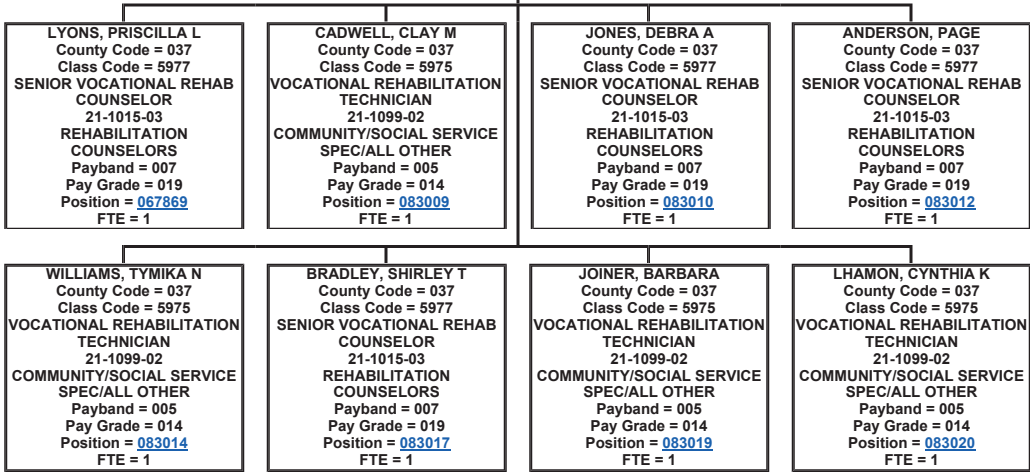 LYONS, PRISCILLA L
County Code = 037
Class Code = 5977
SENIOR VOCATIONAL REHAB
COUNSELOR
21-1015-03
REHABILITATION
COUNSELORS
Payband = 007
Pay Grade = 019
Position = 067869
FTE = 1
CADWELL, CLAY M
County Code = 037
Class Code = 5975
VOCATIONAL REHABILITATION
TECHNICIAN
21-1099-02
COMMUNITY/SOCIAL SERVICE
SPEC/ALL OTHER
Payband = 005
Pay Grade = 014
Position = 083009
FTE = 1
JONES, DEBRA A
County Code = 037
Class Code = 5977
SENIOR VOCATIONAL REHAB
COUNSELOR
21-1015-03
REHABILITATION
COUNSELORS
Payband = 007
Pay Grade = 019
Position = 083010
FTE = 1
ANDERSON, PAGE
County Code = 037
Class Code = 5977
SENIOR VOCATIONAL REHAB
COUNSELOR
21-1015-03
REHABILITATION
COUNSELORS
Payband = 007
Pay Grade = 019
Position = 083012
FTE = 1
WILLIAMS, TYMIKA N
County Code = 037
Class Code = 5975
VOCATIONAL REHABILITATION
TECHNICIAN
21-1099-02
COMMUNITY/SOCIAL SERVICE
SPEC/ALL OTHER
Payband = 005
Pay Grade = 014
Position = 083014
FTE = 1
BRADLEY, SHIRLEY T
County Code = 037
Class Code = 5977
SENIOR VOCATIONAL REHAB
COUNSELOR
21-1015-03
REHABILITATION
COUNSELORS
Payband = 007
Pay Grade = 019
Position = 083017
FTE = 1
JOINER, BARBARA
County Code = 037
Class Code = 5975
VOCATIONAL REHABILITATION
TECHNICIAN
21-1099-02
COMMUNITY/SOCIAL SERVICE
SPEC/ALL OTHER
Payband = 005
Pay Grade = 014
Position = 083019
FTE = 1
LHAMON, CYNTHIA K
County Code = 037
Class Code = 5975
VOCATIONAL REHABILITATION
TECHNICIAN
21-1099-02
COMMUNITY/SOCIAL SERVICE
SPEC/ALL OTHER
Payband = 005
Pay Grade = 014
Position = 083020
FTE = 1